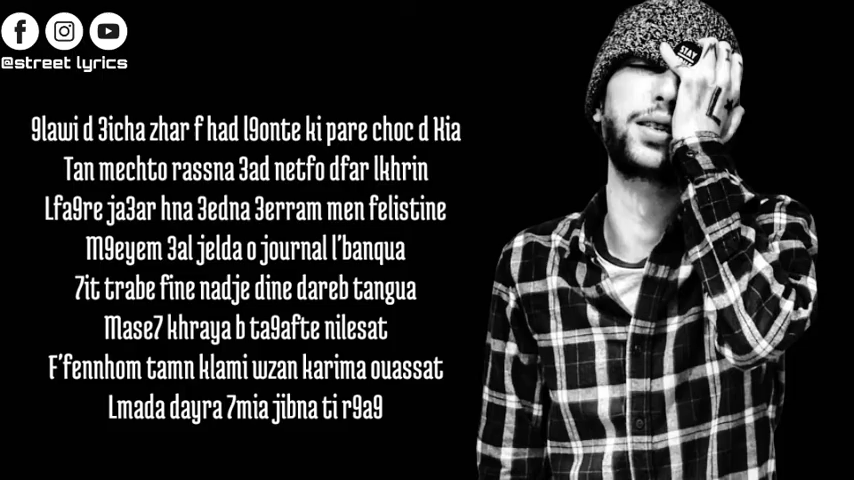 @street lyrics
9lawi d 3icha zhar f had l9onte ki pare choc d Kia
Tan mechto rassna 3ad netfo dfar lkhrin
Lfa9re ja3ar hna 3edna 3erram men felistine
M9eyem 3al jelda o journal l'banqua
7it trabe fine nadje dine dareb tangua
Mase7 khraya b ta9afte nilesat
F'fennhom tamn klami wzan karima ouassat
Lmada dayra 7mia jibna ti r9a9
STAY